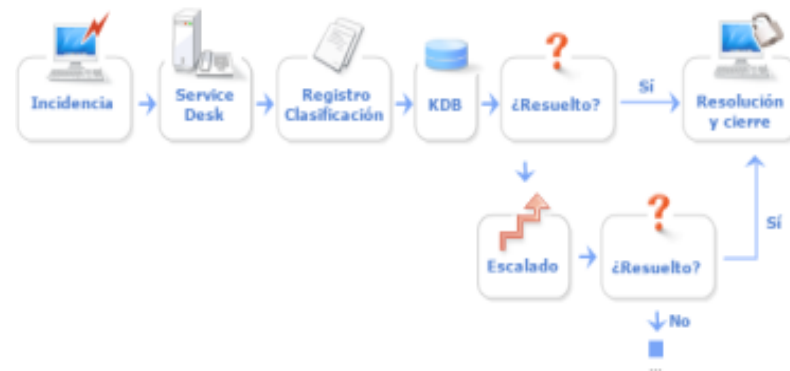 Incidencia
Service
Desk
Registro
Clasificación
KDB
¿Resuelto?
Sí
Resolución
y cierre
Escalado
¿Resuelto?
Sí
No
...